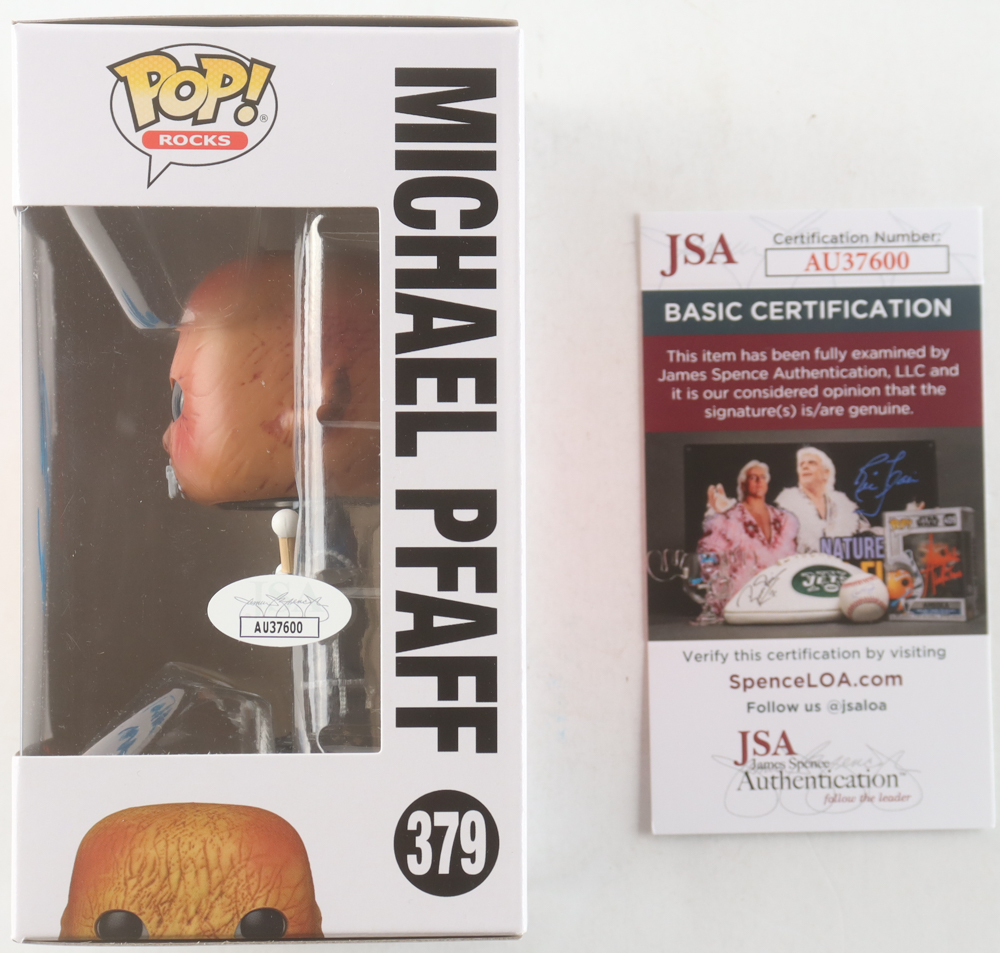 POP!
ROCKS
MICHAEL PFAFF
379
AU37600
JSA
Certification Number:
AU37600
BASIC CERTIFICATION
This item has been fully examined by
James Spence Authentication, LLC and
it is our considered opinion that the
signature(s) is/are genuine.
NATURE
JETS
Verify this certification by visiting
SpenceLOA.com
Follow us @jsaloa
JSA
James Spence
Authentication
follow the leader